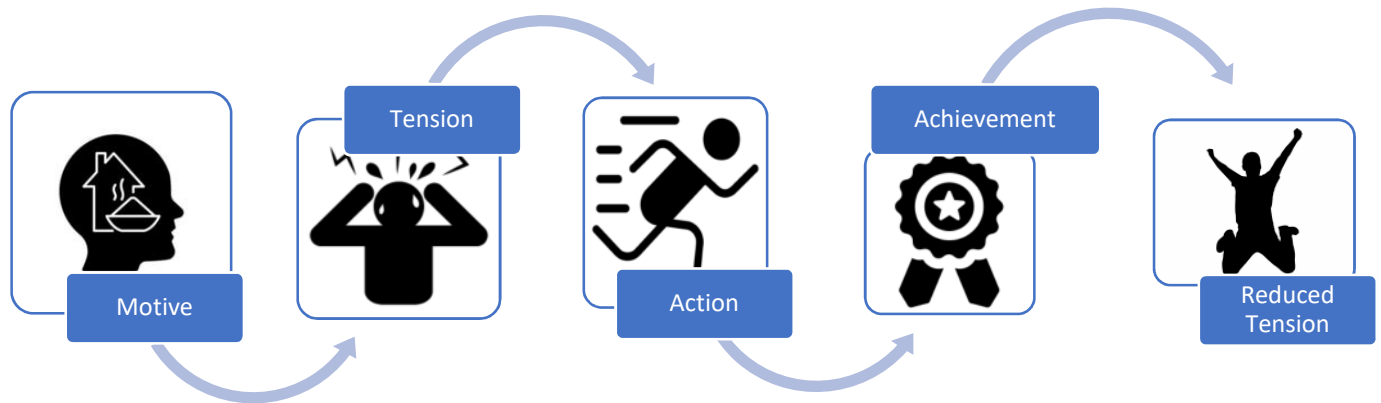 Motive
Tension
Action
Achievement
Reduced
Tension